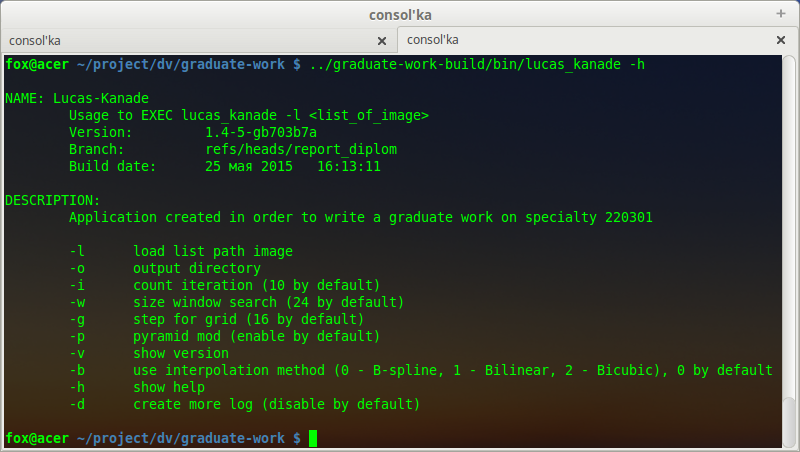 consol'ka
consol'ka
consol'ka
fox@acer ~/project/dv/graduate-work $ ../graduate-work-build/bin/lucas_kanade -h
NAME: Lucas-Kanade
Usage to EXEC lucas_kanade -l <list_of_image>
Version: 1.4-5-gb703b7a
Branch: refs/heads/report_diplom
Build date: 25 мая 2015 16:13:11
DESCRIPTION:
Application created in order to write a graduate work on specialty 220301
-l load list path image
-o output directory
-i count iteration (10 by default)
-w size window search (24 by default)
-g step for grid (16 by default)
-p pyramid mod (enable by default)
-v show version
-b use interpolation method (0 - B-spline, 1 - Bilinear, 2 - Bicubic), 0 by default
-h show help
-d create more log (disable by default)
fox@acer ~/project/dv/graduate-work $